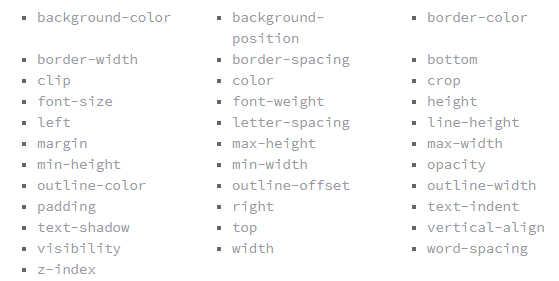 background-color
background-
position
border-color
border-width
border-spacing
bottom
clip
color
crop
font-size
font-weight
height
left
letter-spacing
line-height
margin
max-height
max-width
min-height
min-width
opacity
outline-color
outline-offset
outline-width
padding
right
text-indent
text-shadow
top
vertical-align
visibility
width
word-spacing
z-index